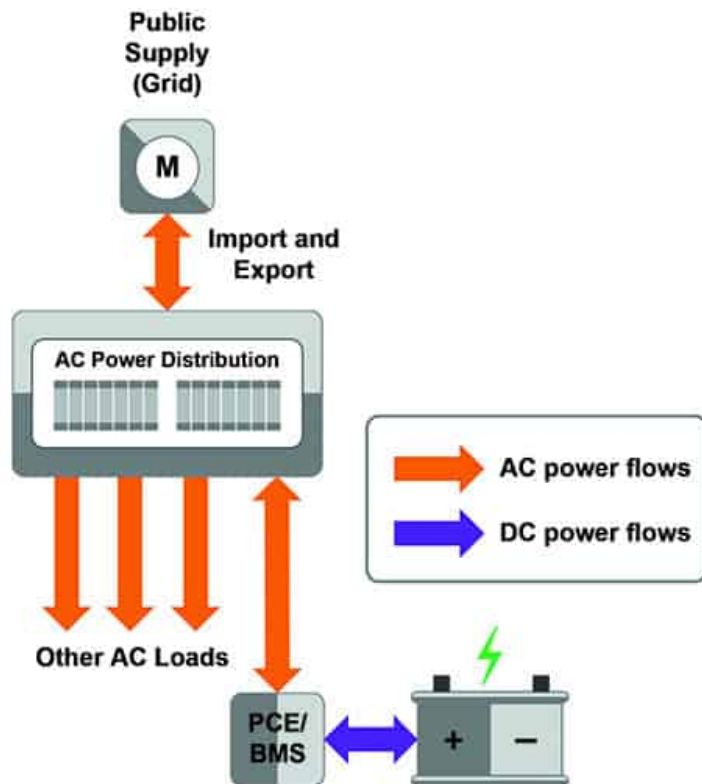 Public
Supply
(Grid)
M
Import and
Export
AC Power Distribution
AC power flows
DC power flows
Other AC Loads
PCE/
BMS
+ −